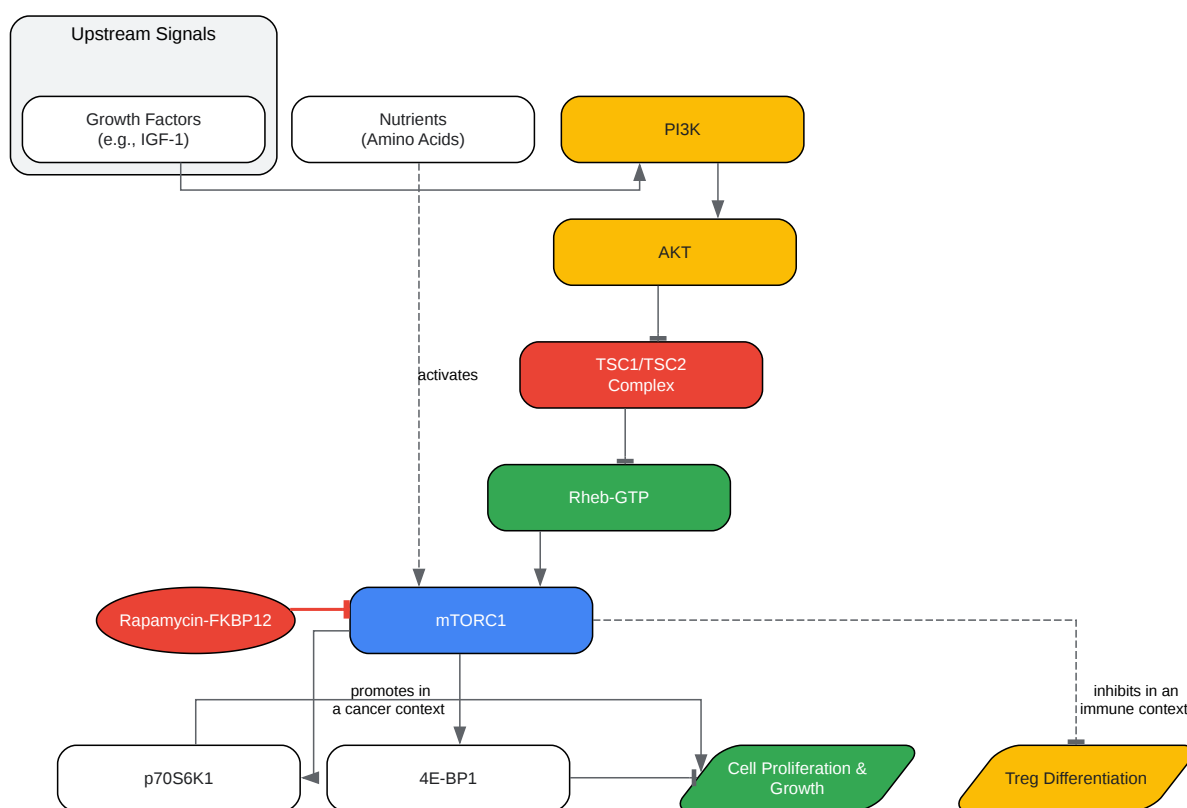 Upstream Signals
Growth Factors
(e.g., IGF-1)
Nutrients
(Amino Acids)
PI3K
AKT
TSC1/TSC2
Complex
activates
Rheb-GTP
Rapamycin-FKBP12
mTORC1
promotes in
a cancer context
inhibits in an
immune context
p70S6K1
4E-BP1
Cell Proliferation &
Growth
Treg Differentiation